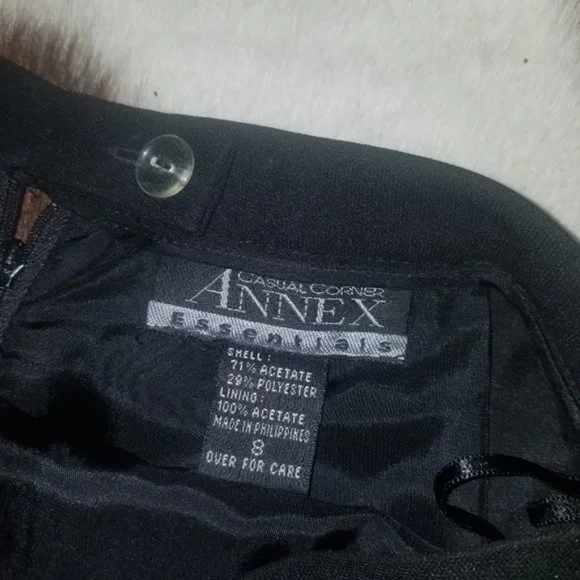 CASUAL CORNER
ANNEX
Essentials
SHELL:
71% ACETATE
29% POLYESTER
LINING:
100% ACETATE
MADE IN PHILIPPINES
8
OVER FOR CARE